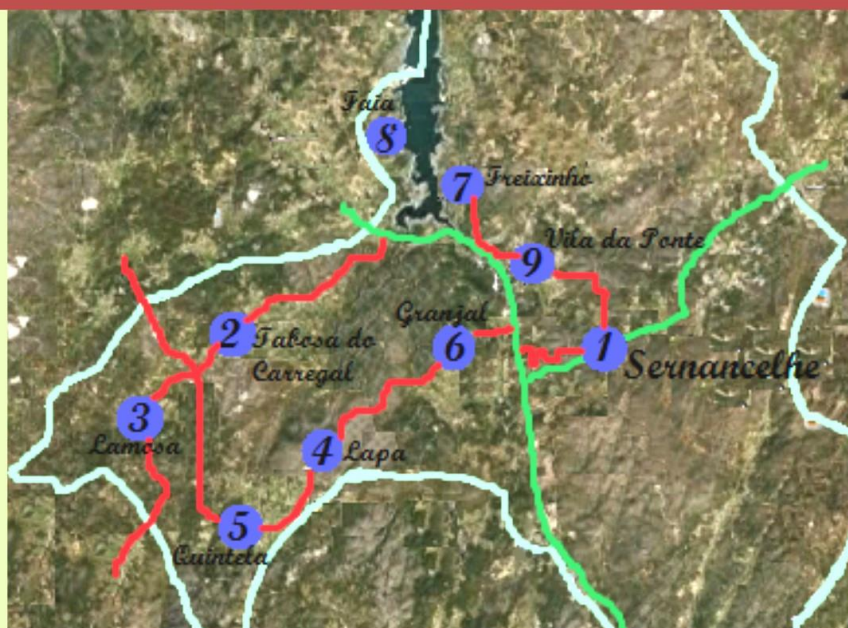 Faia
8
7 Freixinho
Vila da Ponte
9
Granjal
2
6
1
Tabosa do
Carregal
Sernancelhe
3
Lamosa
4 Lapa
5
Quintela